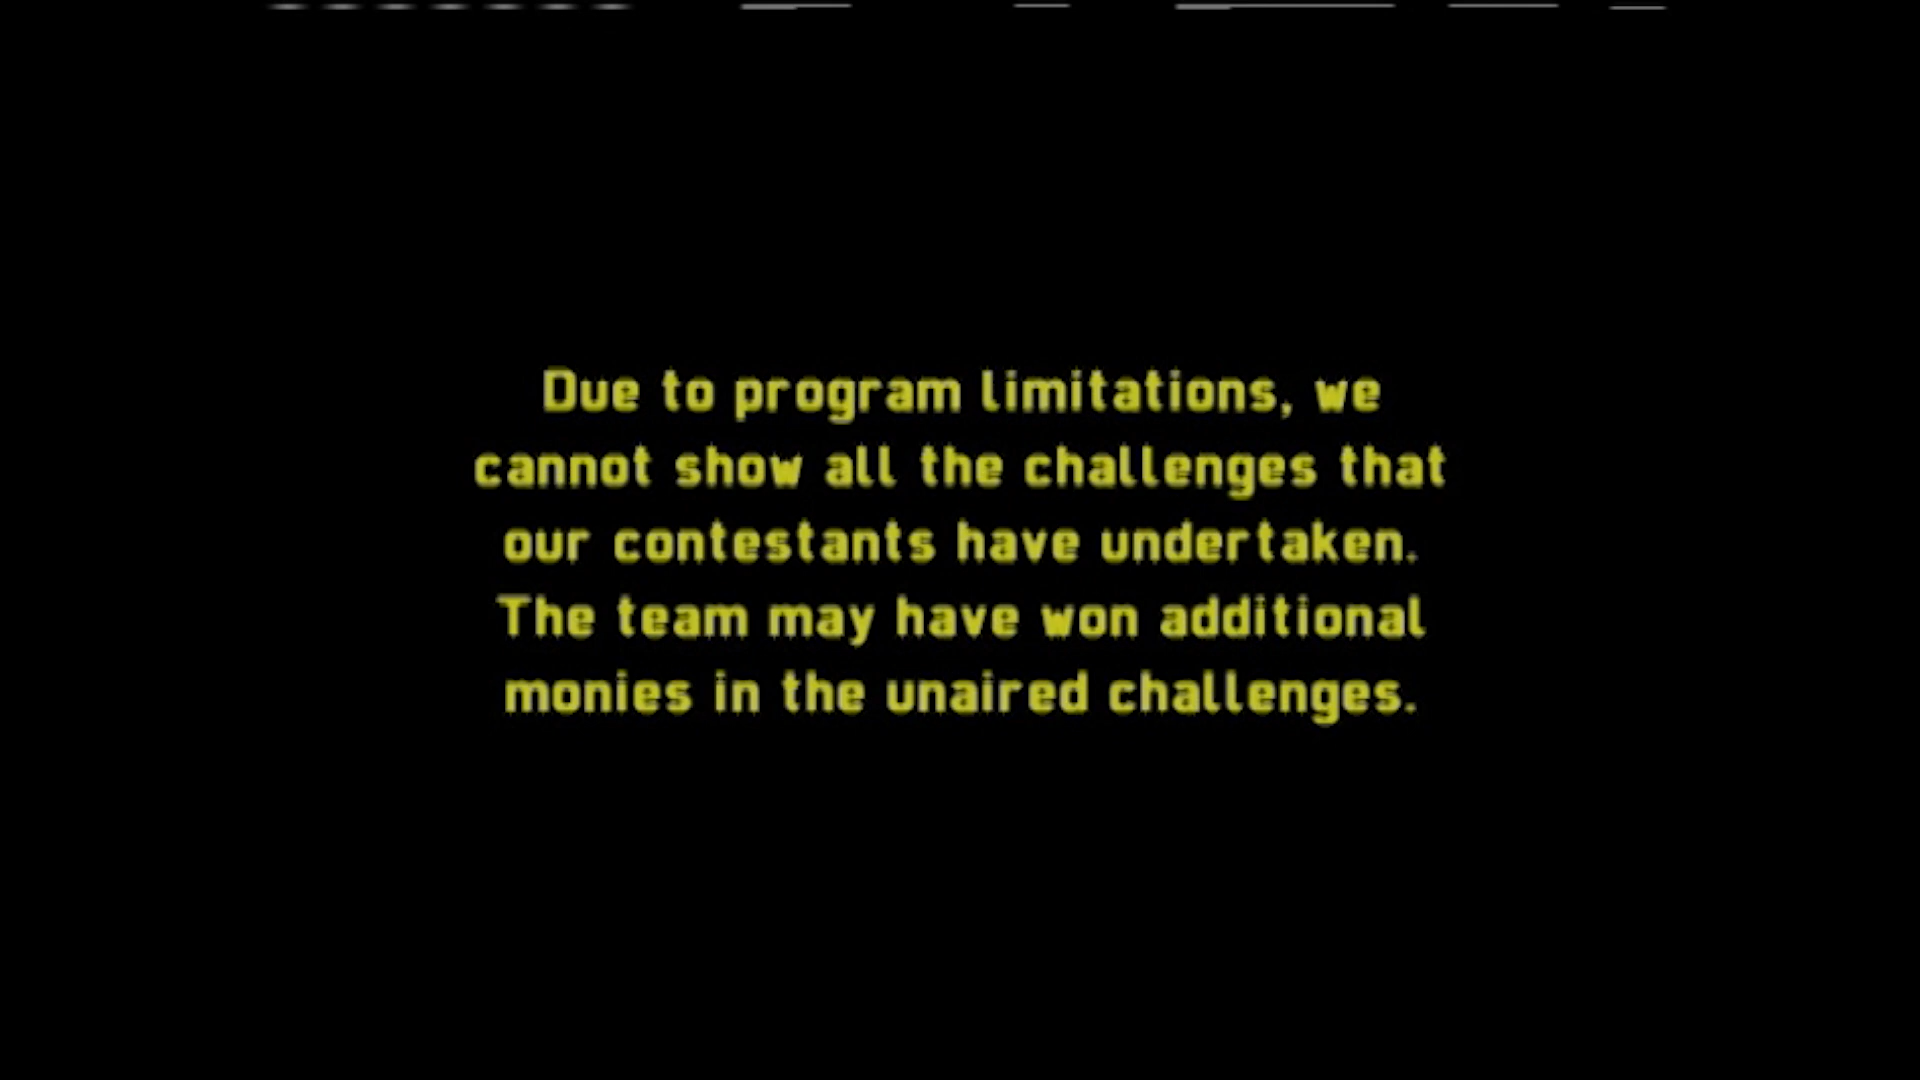 Due to program limitations, we
cannot show all the challenges that
our contestants have undertaken.
The team may have won additional
monies in the unaired challenges.